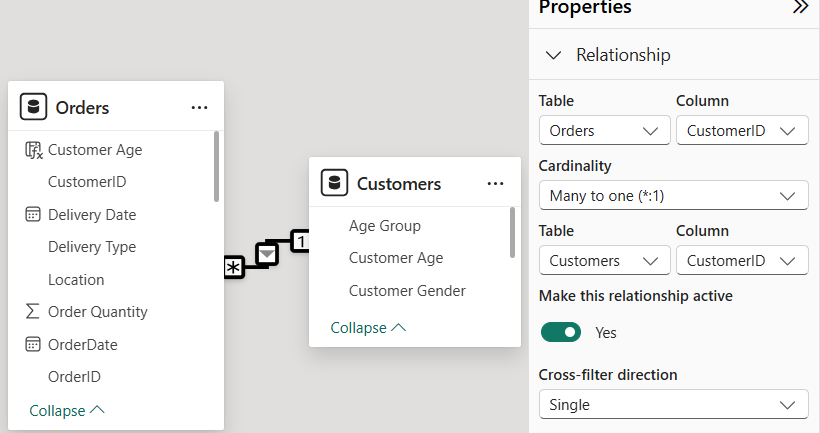 Orders
Customer Age
CustomerID
Delivery Date
Delivery Type
Location
Order Quantity
OrderDate
OrderID
Collapse
*
1
Customers
Age Group
Customer Age
Customer Gender
Collapse
Properties
Relationship
Table Column
Orders CustomerID
Cardinality
Many to one (*:1)
Table Column
Customers CustomerID
Make this relationship active
Yes
Cross-filter direction
Single